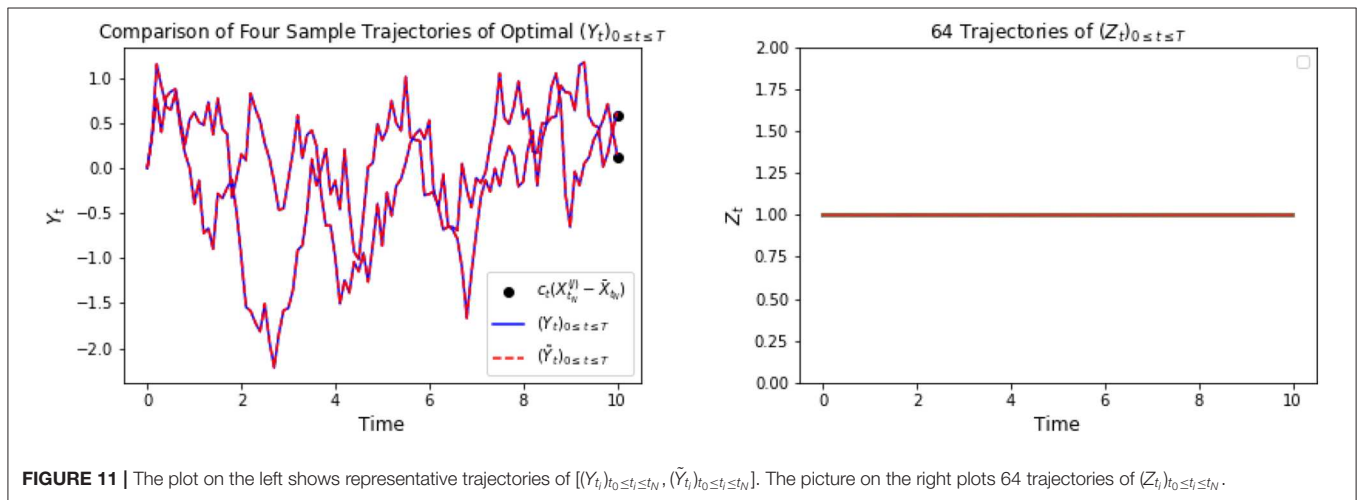 Comparison of Four Sample Trajectories of Optimal (Yₜ)₀≤ₜ≤T
1.0
0.5
0.0
−0.5
−1.0
−1.5
−2.0
Yₜ
0 2 4 6 8 10
Time
c_t(X_{t_N}^{(l)} − X̄_{t_N})
(Y_t)_{0≤t≤T}
(Ỹ_t)_{0≤t≤T}
64 Trajectories of (Z_t)_{0≤t≤T}
2.00
1.75
1.50
1.25
1.00
0.75
0.50
0.25
0.00
Z_t
0 2 4 6 8 10
Time
FIGURE 11 | The plot on the left shows representative trajectories of [(Y_{t_i})_{t_0≤t_i≤t_N}, (Ỹ_{t_i})_{t_0≤t_i≤t_N}]. The picture on the right plots 64 trajectories of (Z_{t_i})_{t_0≤t_i≤t_N}.